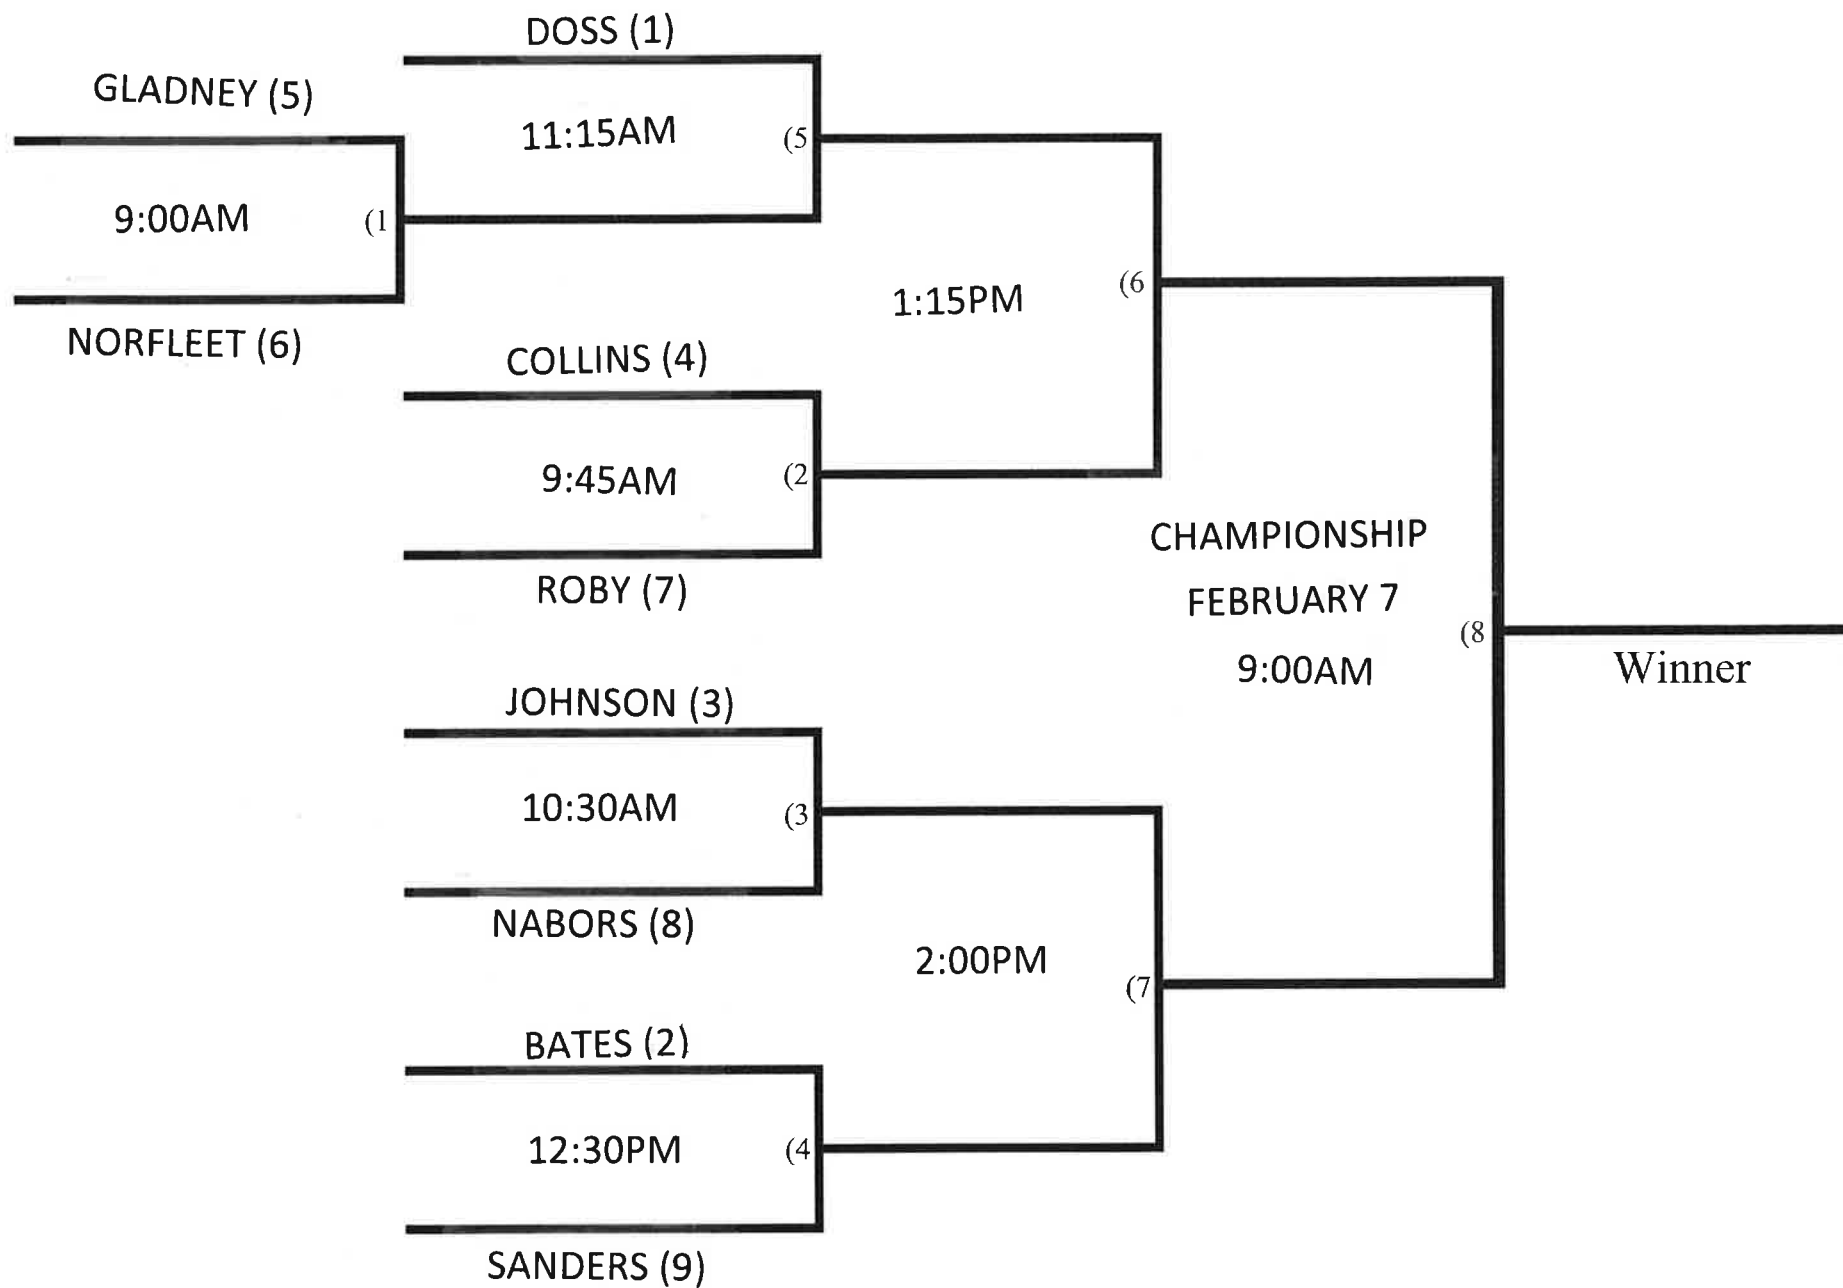 DOSS (1)
GLADNEY (5)
11:15AM
(5
9:00AM
(1
NORFLEET (6)
1:15PM
(6
COLLINS (4)
9:45AM
(2
ROBY (7)
CHAMPIONSHIP
FEBRUARY 7
9:00AM
(8
Winner
JOHNSON (3)
10:30AM
(3
NABORS (8)
2:00PM
(7
BATES (2)
12:30PM
(4
SANDERS (9)